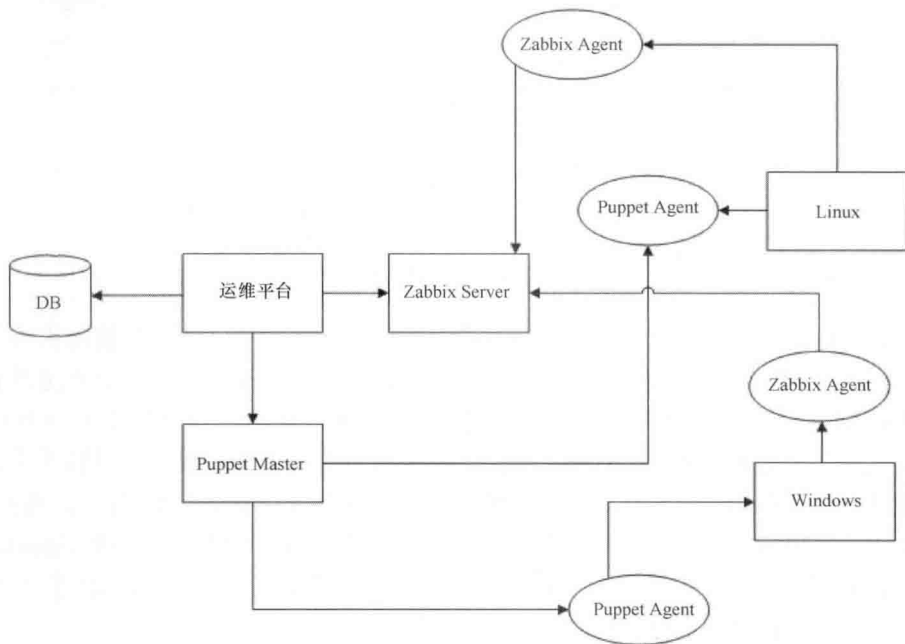 Zabbix Agent
Puppet Agent
Linux
DB
运维平台
Zabbix Server
Zabbix Agent
Puppet Master
Windows
Puppet Agent